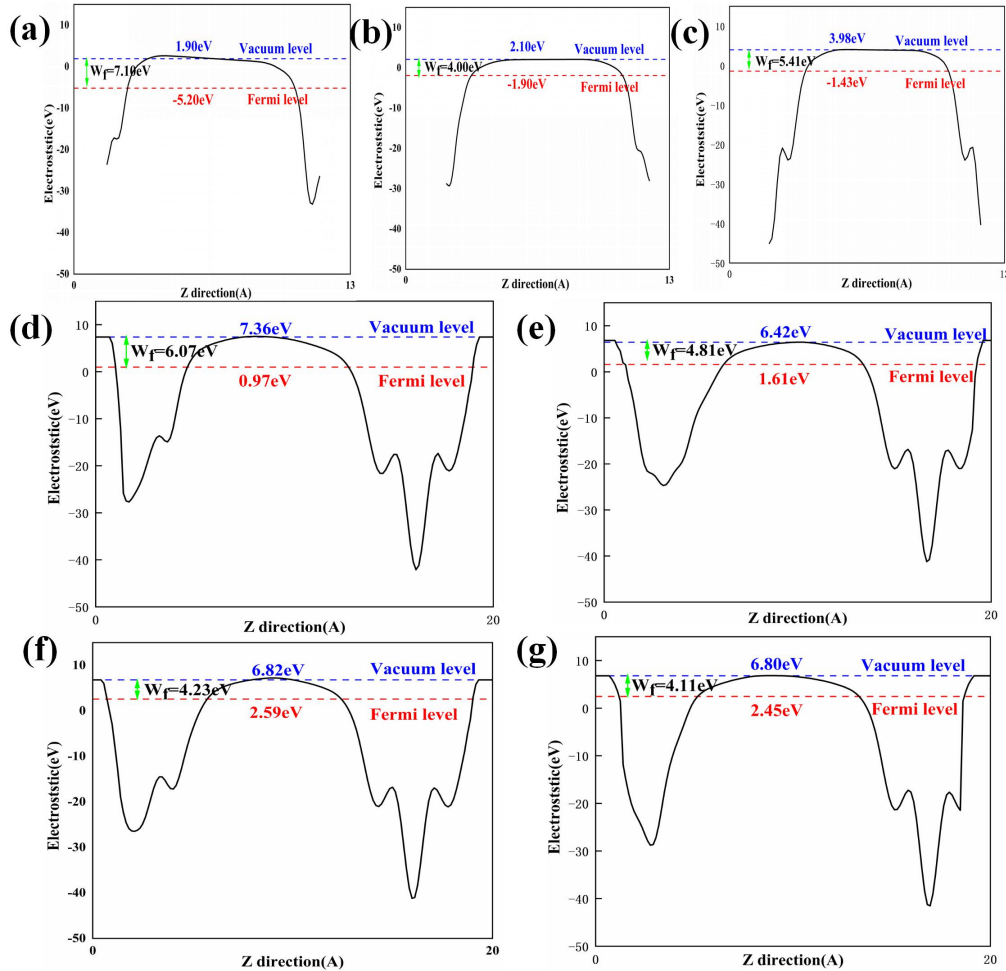 (a)
10
0
-10
-20
-30
-40
-50
Electroststic(eV)
1.90eV
Vacuum level
Wf=7.10eV
-5.20eV
Fermi level
0
13
Z direction(A)
(b)
10
0
-10
-20
-30
-40
-50
Electroststic(eV)
2.10eV
Vacuum level
Wf=4.00eV
-1.90eV
Fermi level
0
13
Z direction(A)
(c)
10
0
−10
−20
−30
−40
−50
Electroststic(eV)
3.98eV
Vacuum level
Wf=5.41eV
-1.43eV
Fermi level
0
13
Z direction(A)
(d)
10
0
−10
−20
−30
−40
−50
Electroststic(eV)
7.36eV
Vacuum level
Wf=6.07eV
0.97eV
Fermi level
0
20
Z direction(A)
(e)
10
0
−10
−20
−30
−40
−50
Electroststic(eV)
6.42eV
Vacuum level
Wf=4.81eV
1.61eV
Fermi level
0
20
Z direction(A)
(f)
10
0
-10
-20
-30
-40
-50
Electroststic(eV)
6.82eV
Vacuum level
Wf=4.23eV
2.59eV
Fermi level
0
20
Z direction(A)
(g)
10
0
−10
−20
−30
−40
−50
Electroststic(eV)
6.80eV
Vacuum level
Wf=4.11eV
2.45eV
Fermi level
0
20
Z direction(A)